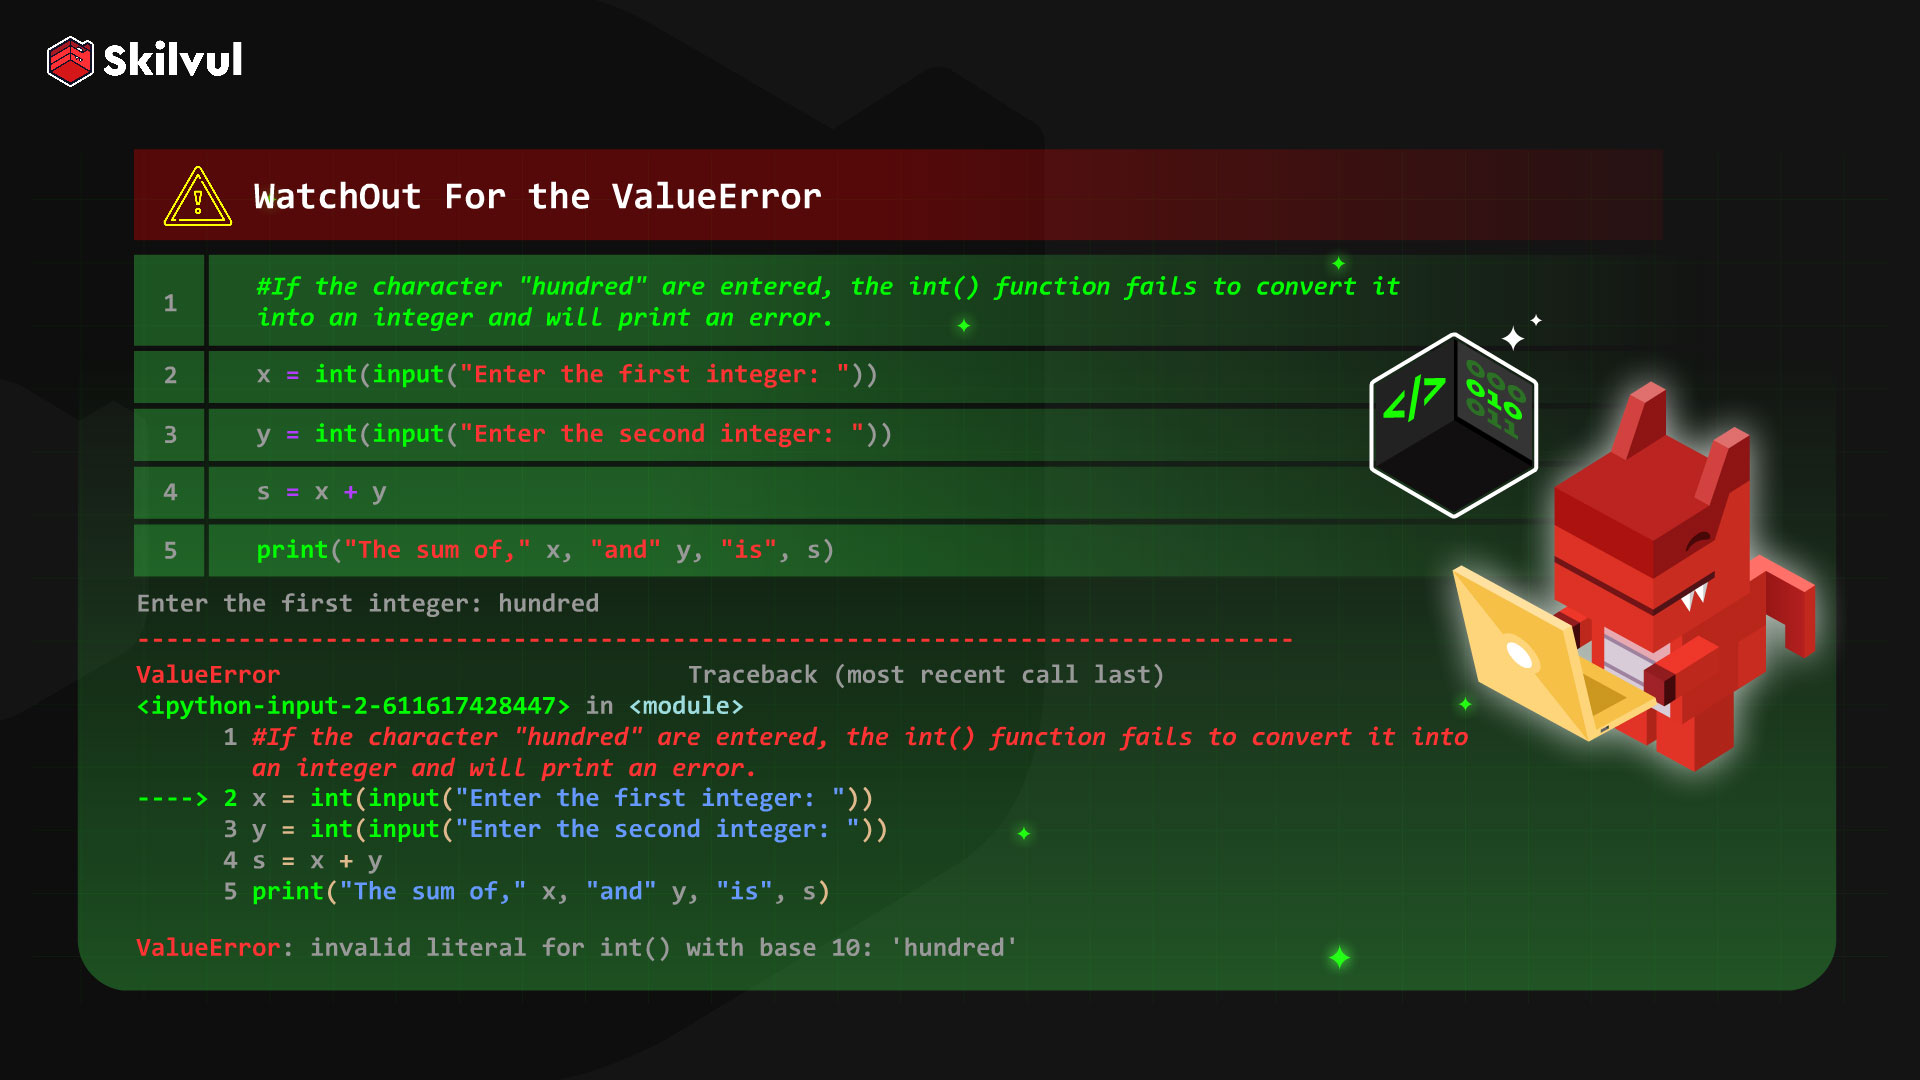 Skilvul
WatchOut For the ValueError
1 #If the character "hundred" are entered, the int() function fails to convert it
into an integer and will print an error.
2 x = int(input("Enter the first integer: "))
3 y = int(input("Enter the second integer: "))
4 s = x + y
5 print("The sum of," x, "and" y, "is", s)
Enter the first integer: hundred
--------------------------------------------------------------------------------
ValueError Traceback (most recent call last)
<ipython-input-2-611617428447> in <module>
1 #If the character "hundred" are entered, the int() function fails to convert it into
an integer and will print an error.
----> 2 x = int(input("Enter the first integer: "))
3 y = int(input("Enter the second integer: "))
4 s = x + y
5 print("The sum of," x, "and" y, "is", s)
ValueError: invalid literal for int() with base 10: 'hundred'
</>
000
010
011